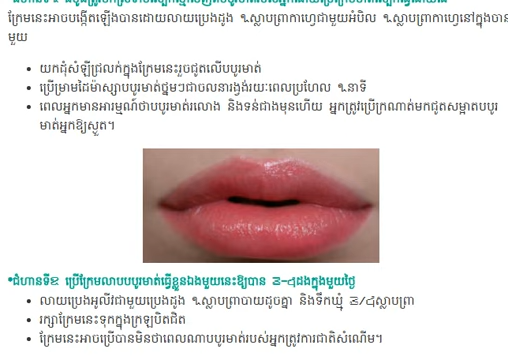 ក្រែមនេះអាចបង្កើតឡើងបានដោយលាយប្រេងដូង ១ស្លាបព្រាកាហ្វេជាមួយអំបិល ១ស្លាបព្រាកាហ្វេនៅក្នុងចាន
មួយ
• យកដុំសំឡីជ្រលក់ក្នុងក្រែមនេះរួចជូតលើបបូរមាត់
• ប្រើម្រាមដៃម៉ាស្សាបបូរមាត់ថ្នមៗជាចលនារង្វង់រយៈពេលប្រហែល ១នាទី
• ពេលអ្នកមានអារម្មណ៍ថាបបូរមាត់រលោង និងទន់ជាងមុនហើយ អ្នកត្រូវប្រើក្រណាត់មកជូតសម្អាតបបូរ
មាត់អ្នកឱ្យស្ងួត។
•ជំហានទី៖ ប្រើក្រែមលាបបបូរមាត់ធ្វើខ្លួនឯងមួយនេះឱ្យបាន ៣-៤ដងក្នុងមួយថ្ងៃ
• លាយប្រេងអូលីវជាមួយប្រេងដូង ១ស្លាបព្រាបាយដូចគ្នា និងទឹកឃ្មុំ ៣/៤ស្លាបព្រា
• រក្សាក្រែមនេះទុកក្នុងក្រឡបិតជិត
• ក្រែមនេះអាចប្រើបានមិនថាពេលណាបបូរមាត់របស់អ្នកត្រូវការជាតិសំណើម។